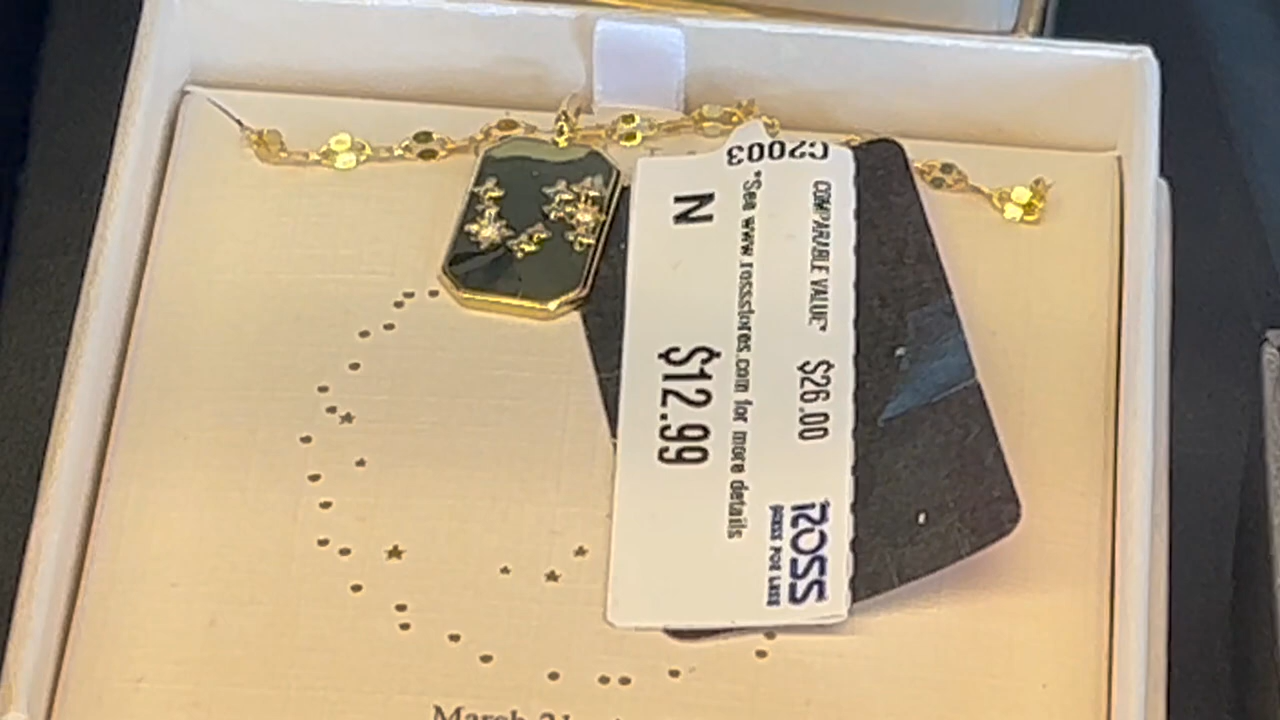 C2003
COMPARABLE VALUE* $26.00 ROSS
DRESS FOR LESS
*See www.rossstores.com for more details
N $12.99
March 21